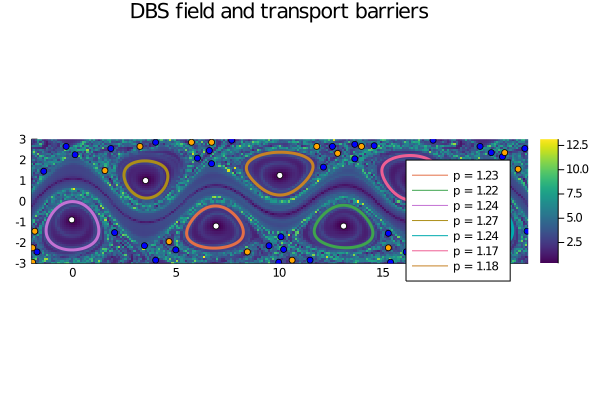 DBS field and transport barriers
3
2
1
0
-1
-2
-3
0
5
10
15
p = 1.23
p = 1.22
p = 1.24
p = 1.27
p = 1.24
p = 1.17
p = 1.18
12.5
10.0
7.5
5.0
2.5